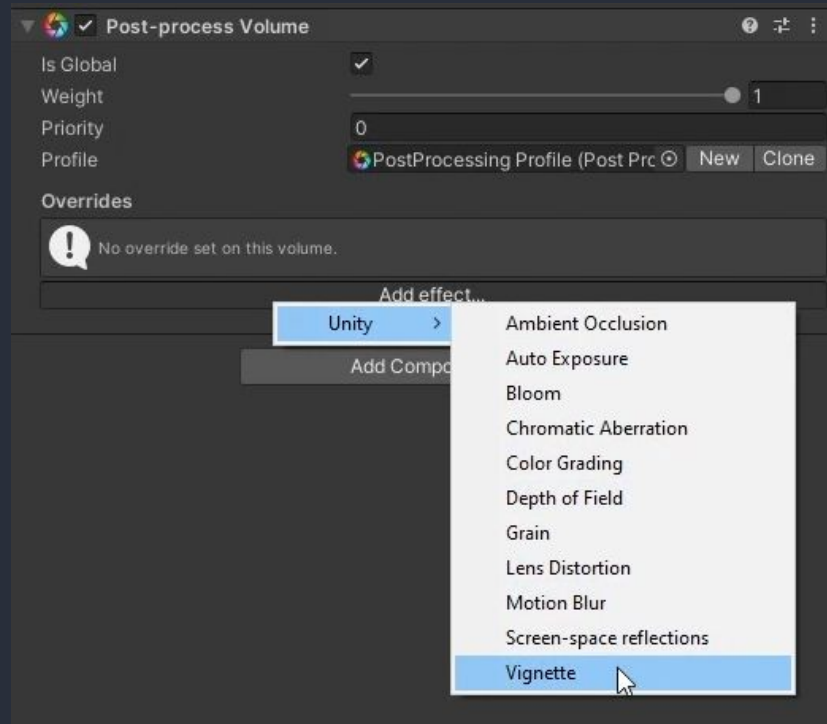 Post-process Volume
Is Global
Weight 1
Priority 0
Profile PostProcessing Profile (Post Prc New Clone
Overrides
No override set on this volume.
Add effect...
Unity
Ambient Occlusion
Auto Exposure
Add Compo
Bloom
Chromatic Aberration
Color Grading
Depth of Field
Grain
Lens Distortion
Motion Blur
Screen-space reflections
Vignette